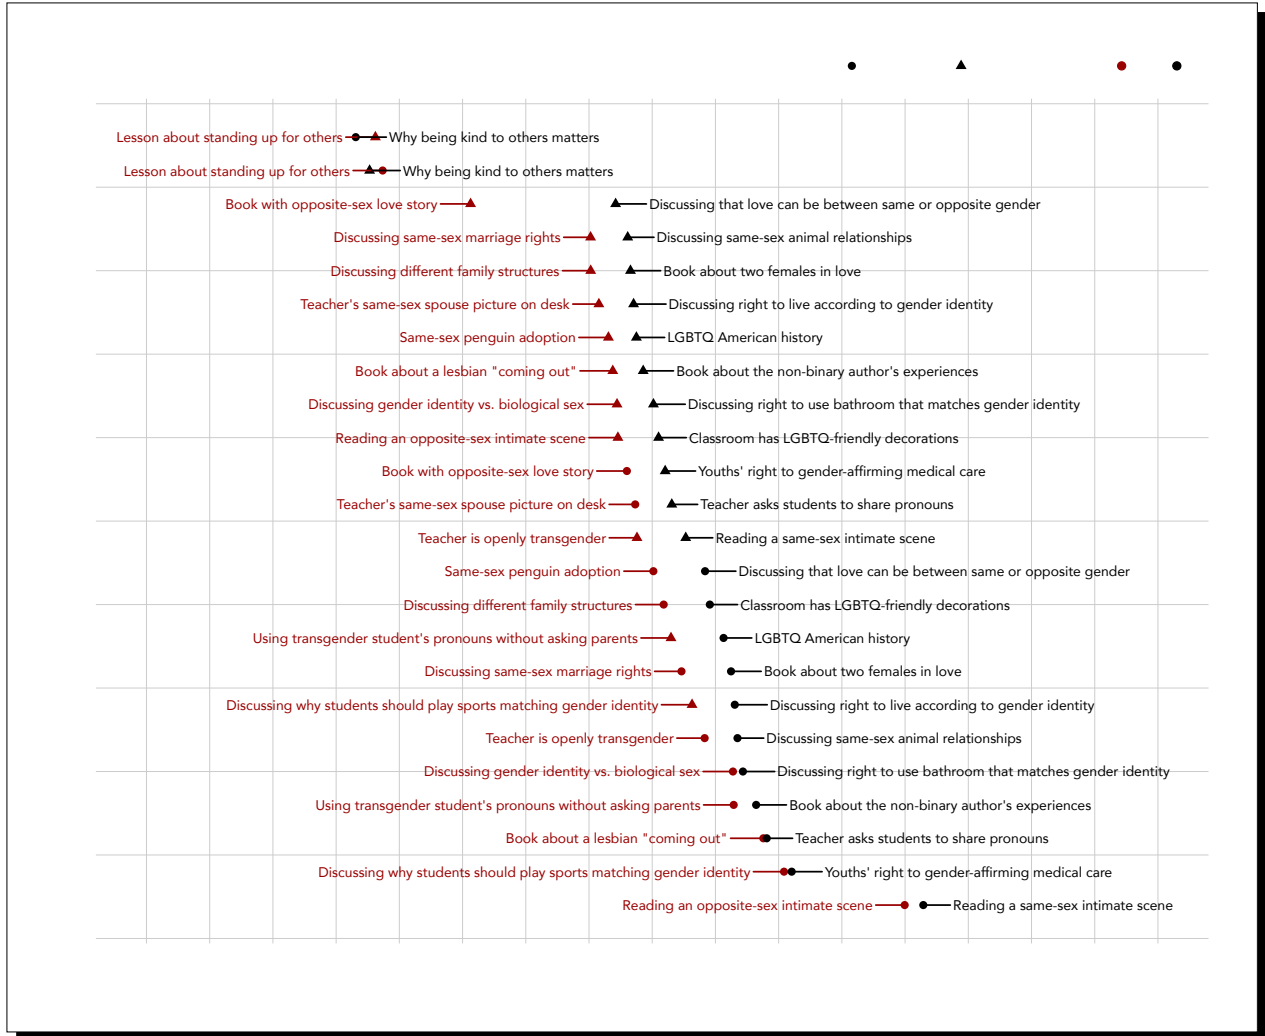 Lesson about standing up for others Why being kind to others matters
Lesson about standing up for others Why being kind to others matters
Book with opposite-sex love story Discussing that love can be between same or opposite gender
Discussing same-sex marriage rights Discussing same-sex animal relationships
Discussing different family structures Book about two females in love
Teacher's same-sex spouse picture on desk Discussing right to live according to gender identity
Same-sex penguin adoption LGBTQ American history
Book about a lesbian "coming out" Book about the non-binary author's experiences
Discussing gender identity vs. biological sex Discussing right to use bathroom that matches gender identity
Reading an opposite-sex intimate scene Classroom has LGBTQ-friendly decorations
Book with opposite-sex love story Youths' right to gender-affirming medical care
Teacher's same-sex spouse picture on desk Teacher asks students to share pronouns
Teacher is openly transgender Reading a same-sex intimate scene
Same-sex penguin adoption Discussing that love can be between same or opposite gender
Discussing different family structures Classroom has LGBTQ-friendly decorations
Using transgender student's pronouns without asking parents LGBTQ American history
Discussing same-sex marriage rights Book about two females in love
Discussing why students should play sports matching gender identity Discussing right to live according to gender identity
Teacher is openly transgender Discussing same-sex animal relationships
Discussing gender identity vs. biological sex Discussing right to use bathroom that matches gender identity
Using transgender student's pronouns without asking parents Book about the non-binary author's experiences
Book about a lesbian "coming out" Teacher asks students to share pronouns
Discussing why students should play sports matching gender identity Youths' right to gender-affirming medical care
Reading an opposite-sex intimate scene Reading a same-sex intimate scene